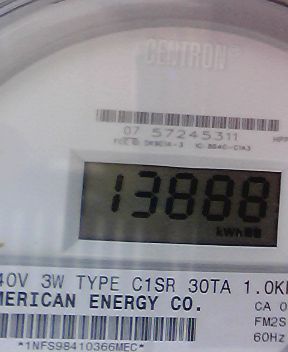 CENTRON®
07 57245311
13888
kWh
40V 3W TYPE C1SR 30TA 1.0K
MERICAN ENERGY CO.
CA 0
FM2S
60Hz
*1NFS98410366MEC*